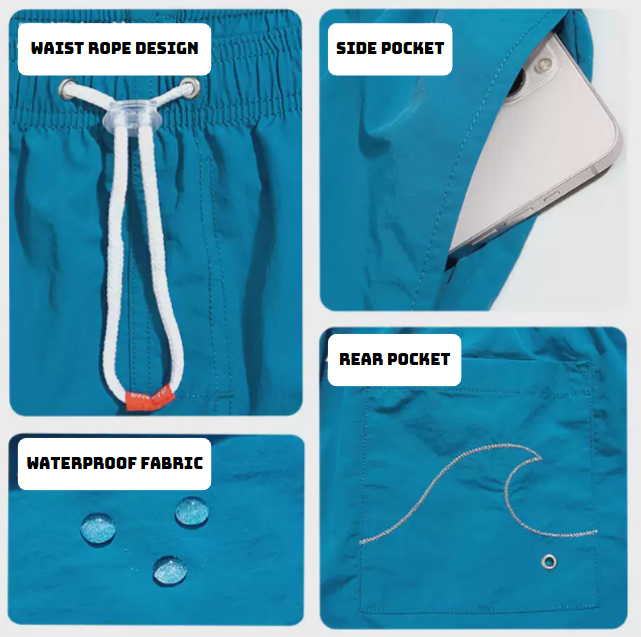 WAIST ROPE DESIGN
SIDE POCKET
REAR POCKET
WATERPROOF FABRIC